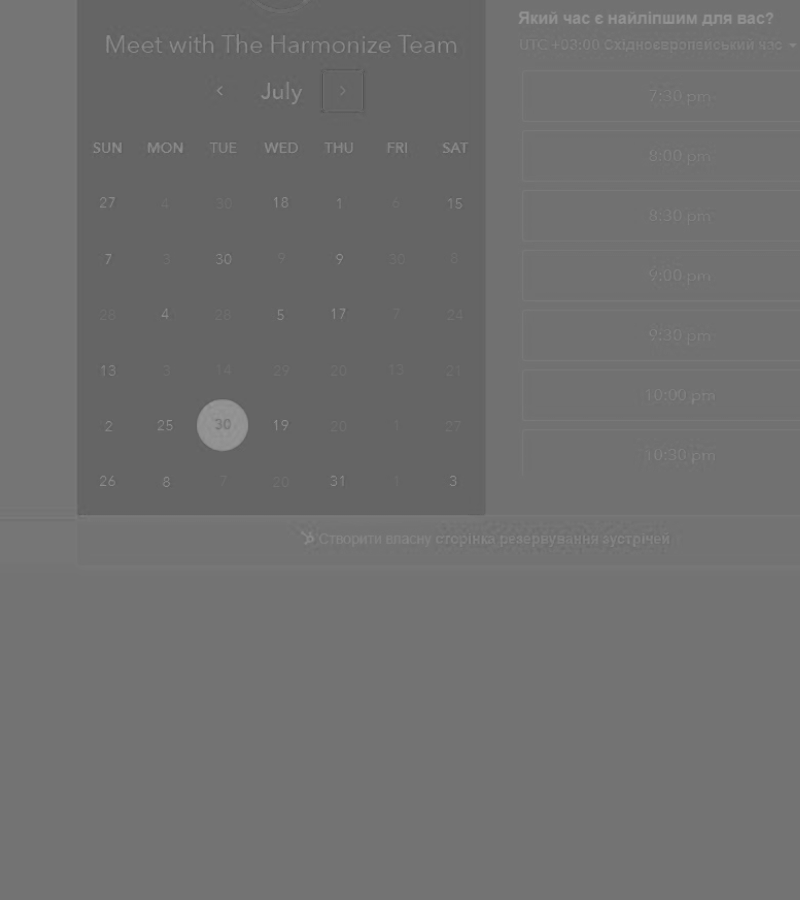 Meet with The Harmonize Team
July
SUN MON TUE WED THU FRI SAT
27 4 30 18 1 6 15
7 3 30 9 9 30 8
28 4 28 5 17 7 24
13 3 14 29 20 13 21
2 25 30 19 20 1 27
26 8 7 20 31 1 3
Який час є найліпшим для вас?
UTC +03:00 Східноєвропейський час
7:30 pm
8:00 pm
8:30 pm
9:00 pm
9:30 pm
10:00 pm
10:30 pm
Створити власну сторінка резервування зустрічей